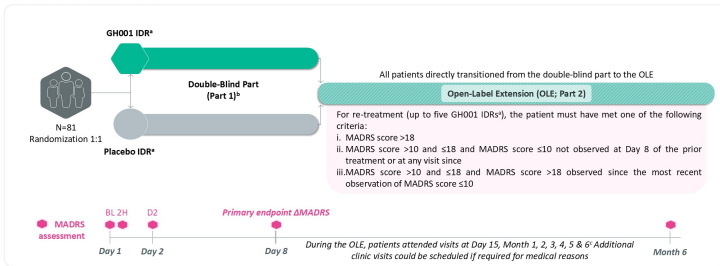 GH001 IDRᵃ
Double-Blind Part
(Part 1)ᵇ
N=81
Randomization 1:1
Placebo IDRᵃ
All patients directly transitioned from the double-blind part to the OLE
Open-Label Extension (OLE; Part 2)
For re-treatment (up to five GH001 IDRsᵃ), the patient must have met one of the following
criteria:
i. MADRS score >18
ii. MADRS score >10 and ≤18 and MADRS score ≤10 not observed at Day 8 of the prior
treatment or at any visit since
iii.MADRS score >10 and ≤18 and MADRS score >18 observed since the most recent
observation of MADRS score ≤10
MADRS
assessment
BL 2H
D2
Primary endpoint ΔMADRS
Day 1
Day 2
Day 8
During the OLE, patients attended visits at Day 15, Month 1, 2, 3, 4, 5 & 6ᶜ Additional
clinic visits could be scheduled if required for medical reasons
Month 6